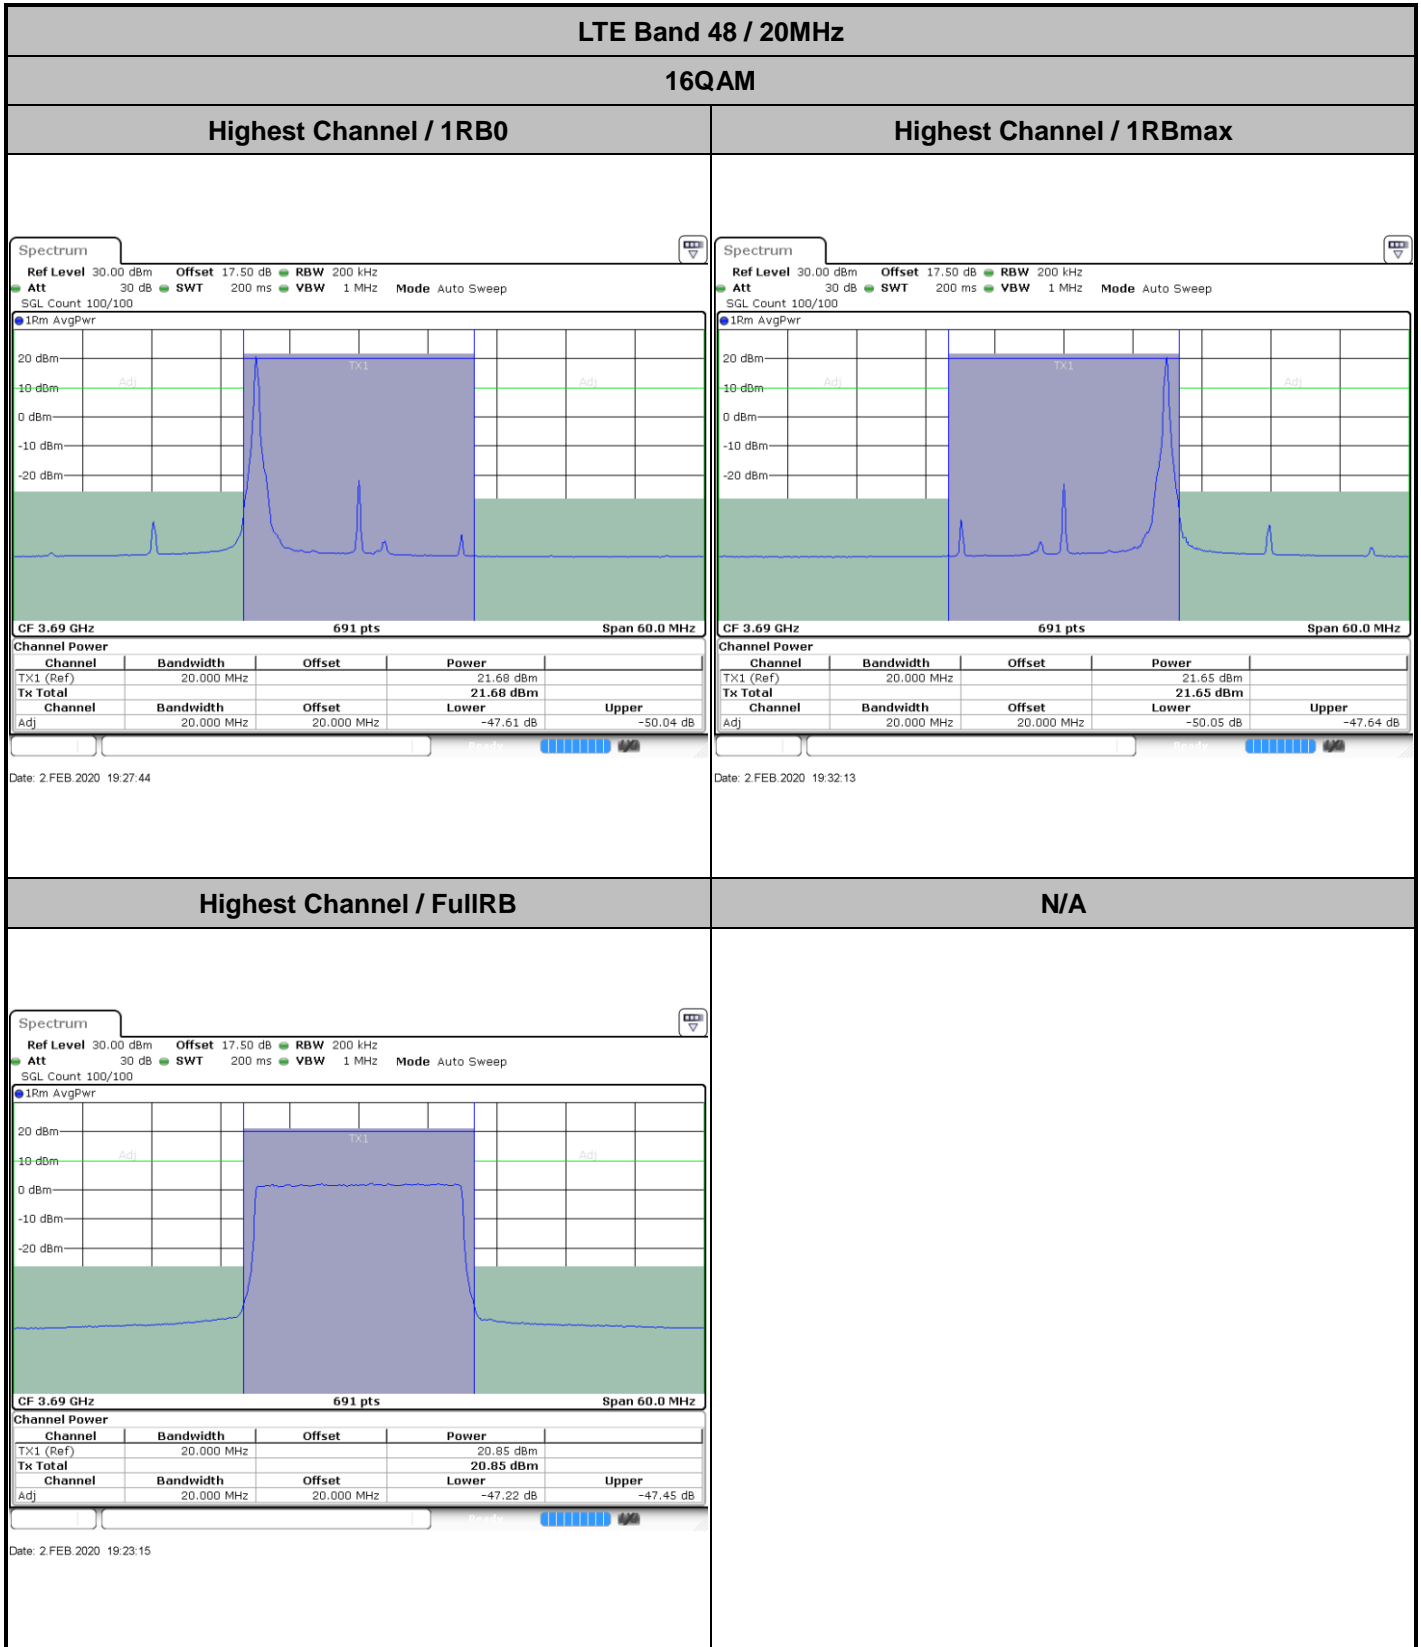 LTE Band 48 / 20MHz
16QAM
Highest Channel / 1RB0
Highest Channel / 1RBmax
Spectrum
Ref Level 30.00 dBm Offset 17.50 dB RBW 200 kHz
Att 30 dB SWT 200 ms VBW 1 MHz Mode Auto Sweep
SGL Count 100/100
1Rm AvgPwr
20 dBm
TX1
10 dBm
Adj
Adj
0 dBm
-10 dBm
-20 dBm
CF 3.69 GHz 691 pts Span 60.0 MHz
Channel Power
Channel Bandwidth Offset Power
TX1 (Ref) 20.000 MHz 21.68 dBm
Tx Total 21.68 dBm
Channel Bandwidth Offset Lower Upper
Adj 20.000 MHz 20.000 MHz -47.61 dB -50.04 dB
Ready
Date: 2.FEB.2020 19:27:44
Spectrum
Ref Level 30.00 dBm Offset 17.50 dB RBW 200 kHz
Att 30 dB SWT 200 ms VBW 1 MHz Mode Auto Sweep
SGL Count 100/100
1Rm AvgPwr
20 dBm
TX1
10 dBm
Adj
Adj
0 dBm
-10 dBm
-20 dBm
CF 3.69 GHz 691 pts Span 60.0 MHz
Channel Power
Channel Bandwidth Offset Power
TX1 (Ref) 20.000 MHz 21.65 dBm
Tx Total 21.65 dBm
Channel Bandwidth Offset Lower Upper
Adj 20.000 MHz 20.000 MHz -50.05 dB -47.64 dB
Ready
Date: 2.FEB.2020 19:32:13
Highest Channel / FullRB
N/A
Spectrum
Ref Level 30.00 dBm Offset 17.50 dB RBW 200 kHz
Att 30 dB SWT 200 ms VBW 1 MHz Mode Auto Sweep
SGL Count 100/100
1Rm AvgPwr
20 dBm
TX1
10 dBm
Adj
Adj
0 dBm
-10 dBm
-20 dBm
CF 3.69 GHz 691 pts Span 60.0 MHz
Channel Power
Channel Bandwidth Offset Power
TX1 (Ref) 20.000 MHz 20.85 dBm
Tx Total 20.85 dBm
Channel Bandwidth Offset Lower Upper
Adj 20.000 MHz 20.000 MHz -47.22 dB -47.45 dB
Ready
Date: 2.FEB.2020 19:23:15